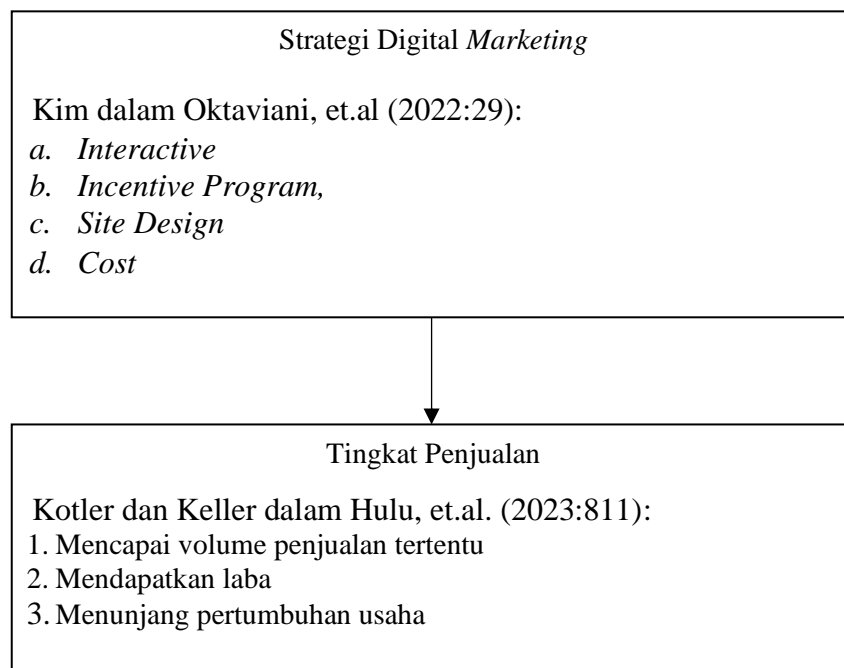 Strategi Digital Marketing
Kim dalam Oktaviani, et.al (2022:29):
a. Interactive
b. Incentive Program,
c. Site Design
d. Cost
Tingkat Penjualan
Kotler dan Keller dalam Hulu, et.al. (2023:811):
1. Mencapai volume penjualan tertentu
2. Mendapatkan laba
3. Menunjang pertumbuhan usaha